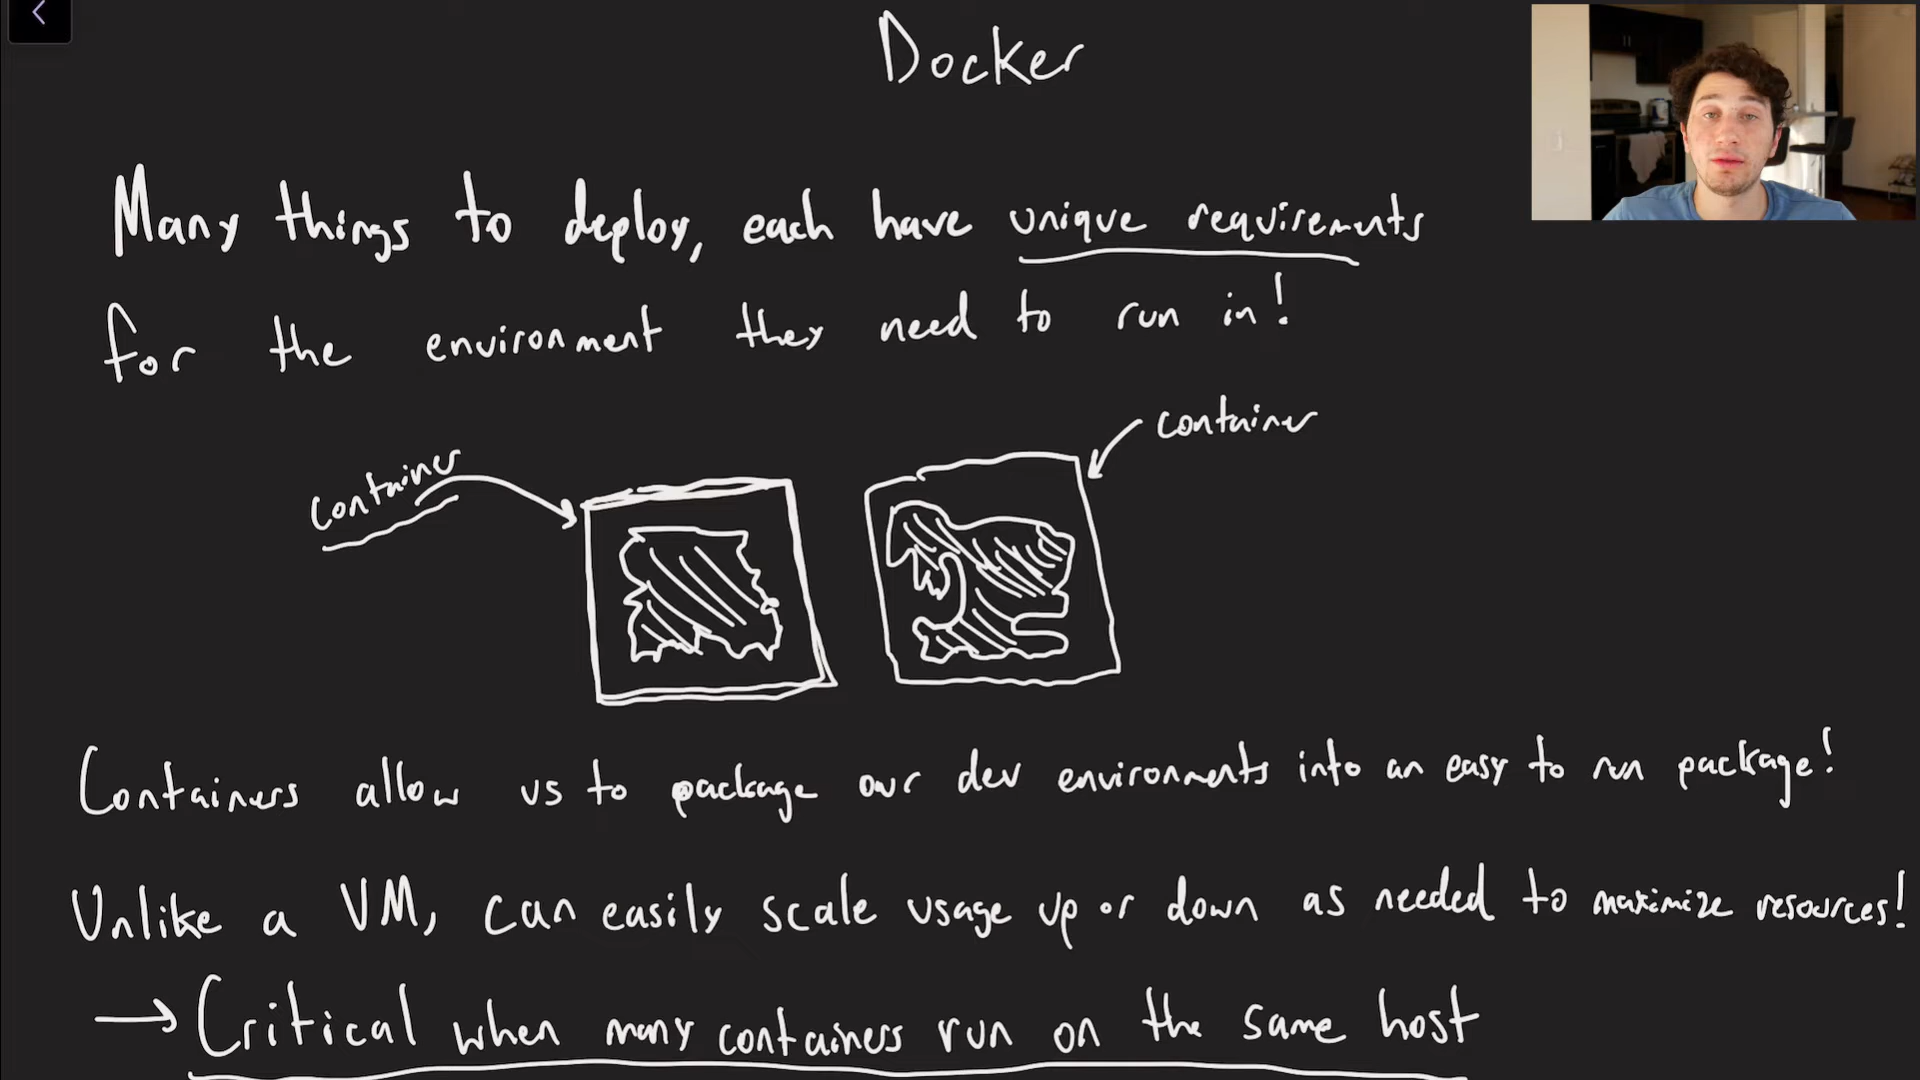 Docker
Many things to deploy, each have unique requirements
for the environment they need to run in!
container
container
Containers allow us to package our dev environments into an easy to run package!
Unlike a VM, can easily scale usage up or down as needed to maximize resources!
→ Critical when many containers run on the same host